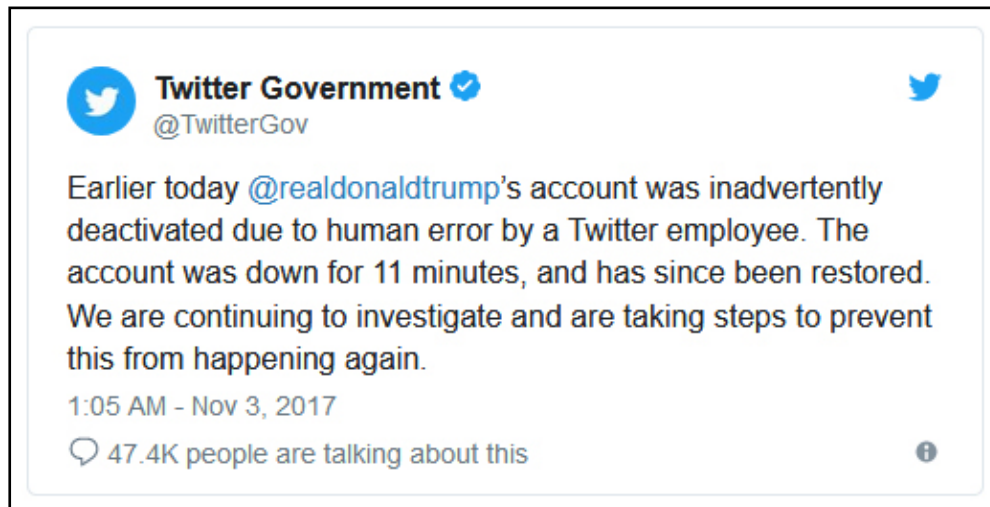 Twitter Government
@TwitterGov
Earlier today @realdonaldtrump’s account was inadvertently
deactivated due to human error by a Twitter employee. The
account was down for 11 minutes, and has since been restored.
We are continuing to investigate and are taking steps to prevent
this from happening again.
1:05 AM - Nov 3, 2017
47.4K people are talking about this